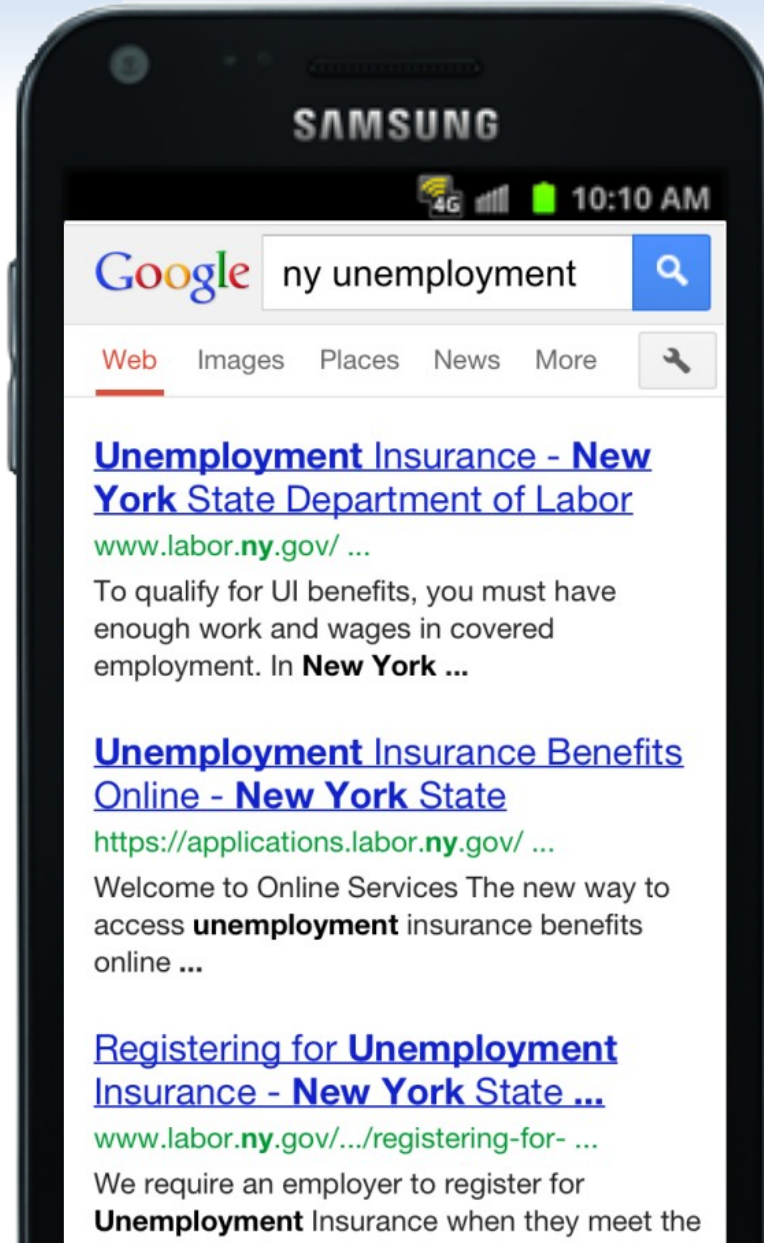 SAMSUNG
4G 10:10 AM
Google ny unemployment
Web Images Places News More
Unemployment Insurance - New
York State Department of Labor
www.labor.ny.gov/ ...
To qualify for UI benefits, you must have
enough work and wages in covered
employment. In New York ...
Unemployment Insurance Benefits
Online - New York State
https://applications.labor.ny.gov/ ...
Welcome to Online Services The new way to
access unemployment insurance benefits
online ...
Registering for Unemployment
Insurance - New York State ...
www.labor.ny.gov/.../registering-for- ...
We require an employer to register for
Unemployment Insurance when they meet the